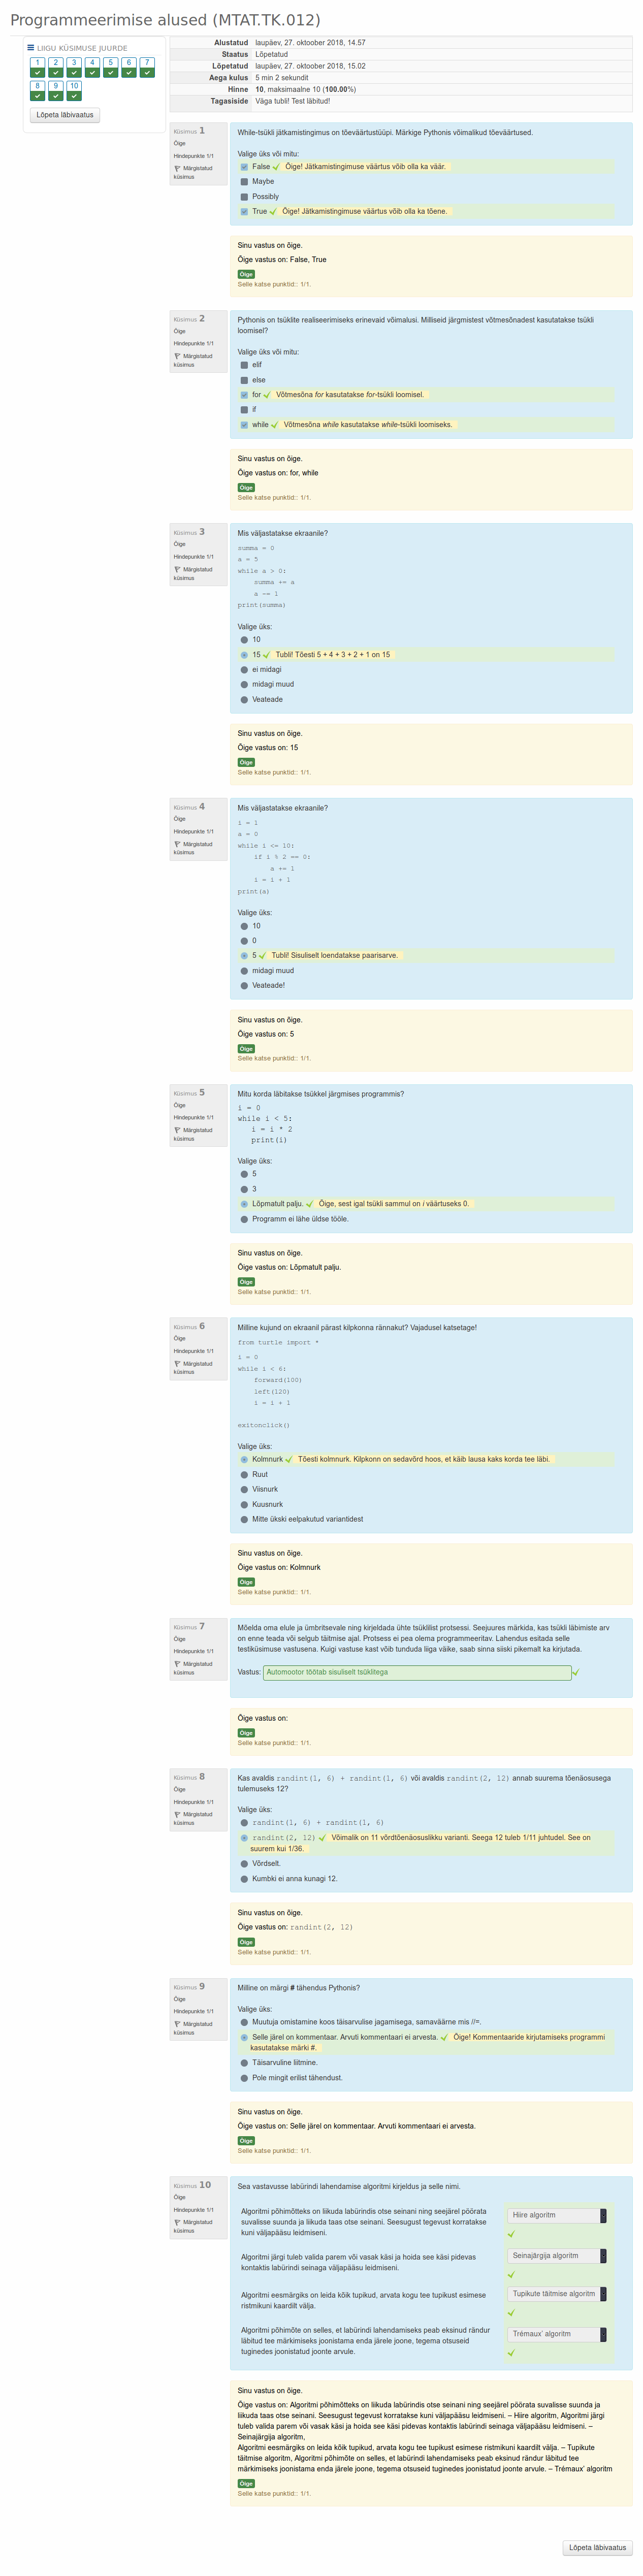 Programmeerimise alused (MTAT.TK.012)
LIIGU KÜSIMUSE JUURDE
1 2 3 4 5 6 7
8 9 10
Lõpeta läbivaatus
Alustatud laupäev, 27. oktoober 2018, 14.57
Staatus Lõpetatud
Lõpetatud laupäev, 27. oktoober 2018, 15.02
Aega kulus 5 min 2 sekundit
Hinne 10, maksimaalne 10 (100.00%)
Tagasiside Väga tubli! Test läbitud!
Küsimus 1
Õige
Hindepunkte 1/1
Märgistatud
küsimus
While-tsükli jätkamistingimus on tõeväärtustüüpi. Märkige Pythonis võimalikud tõeväärtused.
Valige üks või mitu:
False Õige! Jätkamistingimuse väärtus võib olla ka väär.
Maybe
Possibly
True Õige! Jätkamistingimuse väärtus võib olla ka tõene.
Sinu vastus on õige.
Õige vastus on: False, True
Õige
Selle katse punktid:: 1/1.
Küsimus 2
Õige
Hindepunkte 1/1
Märgistatud
küsimus
Pythonis on tsüklite realiseerimiseks erinevaid võimalusi. Milliseid järgmistest võtmesõnadest kasutatakse tsükli
loomisel?
Valige üks või mitu:
elif
else
for Võtmesõna for kasutatakse for-tsükli loomisel.
if
while Võtmesõna while kasutatakse while-tsükli loomiseks.
Sinu vastus on õige.
Õige vastus on: for, while
Õige
Selle katse punktid:: 1/1.
Küsimus 3
Õige
Hindepunkte 1/1
Märgistatud
küsimus
Mis väljastatakse ekraanile?
summa = 0
a = 5
while a > 0:
summa += a
a -= 1
print(summa)
Valige üks:
10
15 Tubli! Tõesti 5 + 4 + 3 + 2 + 1 on 15
ei midagi
midagi muud
Veateade
Sinu vastus on õige.
Õige vastus on: 15
Õige
Selle katse punktid:: 1/1.
Küsimus 4
Õige
Hindepunkte 1/1
Märgistatud
küsimus
Mis väljastatakse ekraanile?
i = 1
a = 0
while i <= 10:
if i % 2 == 0:
a += 1
i = i + 1
print(a)
Valige üks:
10
0
5 Tubli! Sisuliselt loendatakse paarisarve.
midagi muud
Veateade!
Sinu vastus on õige.
Õige vastus on: 5
Õige
Selle katse punktid:: 1/1.
Küsimus 5
Õige
Hindepunkte 1/1
Märgistatud
küsimus
Mitu korda läbitakse tsükkel järgmises programmis?
i = 0
while i < 5:
i = i * 2
print(i)
Valige üks:
5
3
Lõpmatult palju. Õige, sest igal tsükli sammul on i väärtuseks 0.
Programm ei lähe üldse tööle.
Sinu vastus on õige.
Õige vastus on: Lõpmatult palju.
Õige
Selle katse punktid:: 1/1.
Küsimus 6
Õige
Hindepunkte 1/1
Märgistatud
küsimus
Milline kujund on ekraanil pärast kilpkonna rännakut? Vajadusel katsetage!
from turtle import *
i = 0
while i < 6:
forward(100)
left(120)
i = i + 1
exitonclick()
Valige üks:
Kolmnurk Tõesti kolmnurk. Kilpkonn on sedavõrd hoos, et käib lausa kaks korda tee läbi.
Ruut
Viisnurk
Kuusnurk
Mitte ükski eelpakutud variantidest
Sinu vastus on õige.
Õige vastus on: Kolmnurk
Õige
Selle katse punktid:: 1/1.
Küsimus 7
Õige
Hindepunkte 1/1
Märgistatud
küsimus
Mõelda oma elule ja ümbritsevale ning kirjeldada ühte tsüklilist protsessi. Seejuures märkida, kas tsükli läbimiste arv
on enne teada või selgub täitmise ajal. Protsess ei pea olema programmeeritav. Lahendus esitada selle
testiküsimuse vastusena. Kuigi vastuse kast võib tunduda liiga väike, saab sinna siiski pikemalt ka kirjutada.
Vastus: Automootor töötab sisuliselt tsüklitega
Õige vastus on:
Õige
Selle katse punktid:: 1/1.
Küsimus 8
Õige
Hindepunkte 1/1
Märgistatud
küsimus
Kas avaldis randint(1, 6) + randint(1, 6) või avaldis randint(2, 12) annab suurema tõenäosusega
tulemuseks 12?
Valige üks:
randint(1, 6) + randint(1, 6)
randint(2, 12) Võimalik on 11 võrdtõenäosuslikku varianti. Seega 12 tuleb 1/11 juhtudel. See on
suurem kui 1/36.
Võrdselt.
Kumbki ei anna kunagi 12.
Sinu vastus on õige.
Õige vastus on: randint(2, 12)
Õige
Selle katse punktid:: 1/1.
Küsimus 9
Õige
Hindepunkte 1/1
Märgistatud
küsimus
Milline on märgi # tähendus Pythonis?
Valige üks:
Muutuja omistamine koos täisarvulise jagamisega, samaväärne mis //=.
Selle järel on kommentaar. Arvuti kommentaari ei arvesta. Õige! Kommentaaride kirjutamiseks programmi
kasutatakse märki #.
Täisarvuline liitmine.
Pole mingit erilist tähendust.
Sinu vastus on õige.
Õige vastus on: Selle järel on kommentaar. Arvuti kommentaari ei arvesta.
Õige
Selle katse punktid:: 1/1.
Küsimus 10
Õige
Hindepunkte 1/1
Märgistatud
küsimus
Sea vastavusse labürindi lahendamise algoritmi kirjeldus ja selle nimi.
Algoritmi põhimõtteks on liikuda labürindis otse seinani ning seejärel pöörata
suvalisse suunda ja liikuda taas otse seinani. Seesugust tegevust korratakse
kuni väljapääsu leidmiseni.
Hiire algoritm
Algoritmi järgi tuleb valida parem või vasak käsi ja hoida see käsi pidevas
kontaktis labürindi seinaga väljapääsu leidmiseni.
Seinajärgija algoritm
Algoritmi eesmärgiks on leida kõik tupikud, arvata kogu tee tupikust esimese
ristmikuni kaardilt välja.
Tupikute täitmise algoritm
Algoritmi põhimõte on selles, et labürindi lahendamiseks peab eksinud rändur
läbitud tee märkimiseks joonistama enda järele joone, tegema otsuseid
tuginedes joonistatud joonte arvule.
Trémaux' algoritm
Sinu vastus on õige.
Õige vastus on: Algoritmi põhimõtteks on liikuda labürindis otse seinani ning seejärel pöörata suvalisse suunda ja
liikuda taas otse seinani. Seesugust tegevust korratakse kuni väljapääsu leidmiseni. – Hiire algoritm, Algoritmi järgi
tuleb valida parem või vasak käsi ja hoida see käsi pidevas kontaktis labürindi seinaga väljapääsu leidmiseni. –
Seinajärgija algoritm,
Algoritmi eesmärgiks on leida kõik tupikud, arvata kogu tee tupikust esimese ristmikuni kaardilt välja. – Tupikute
täitmise algoritm, Algoritmi põhimõte on selles, et labürindi lahendamiseks peab eksinud rändur läbitud tee
märkimiseks joonistama enda järele joone, tegema otsuseid tuginedes joonistatud joonte arvule. – Trémaux' algoritm
Õige
Selle katse punktid:: 1/1.
Lõpeta läbivaatus